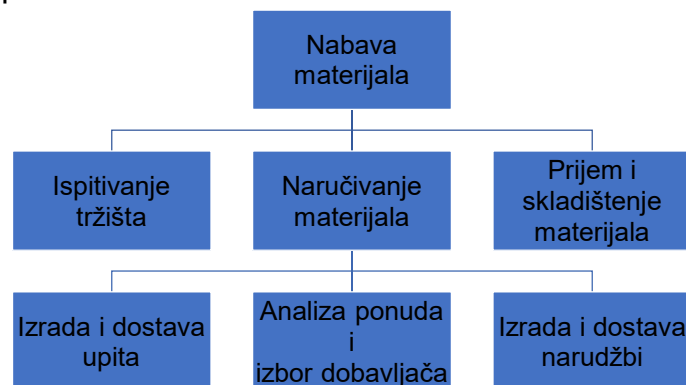 Nabava
materijala
Ispitivanje
tržišta
Naručivanje
materijala
Prijem i
skladištenje
materijala
Izrada i dostava
upita
Analiza ponuda
i
izbor dobavljača
Izrada i dostava
narudžbi